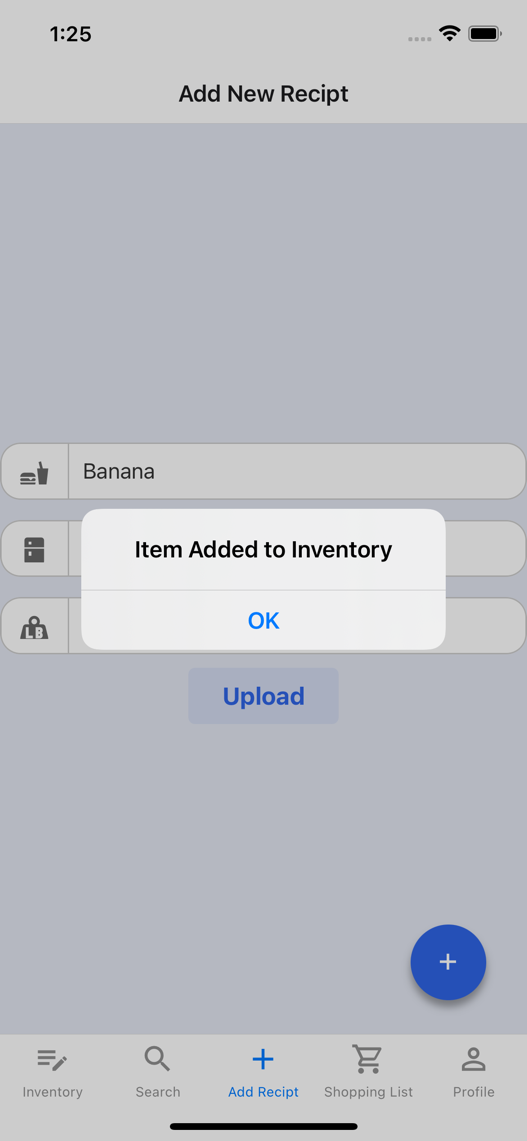 1:25
Add New Recipt
Banana
Item Added to Inventory
OK
LB
Upload
+
Inventory
Search
Add Recipt
Shopping List
Profile